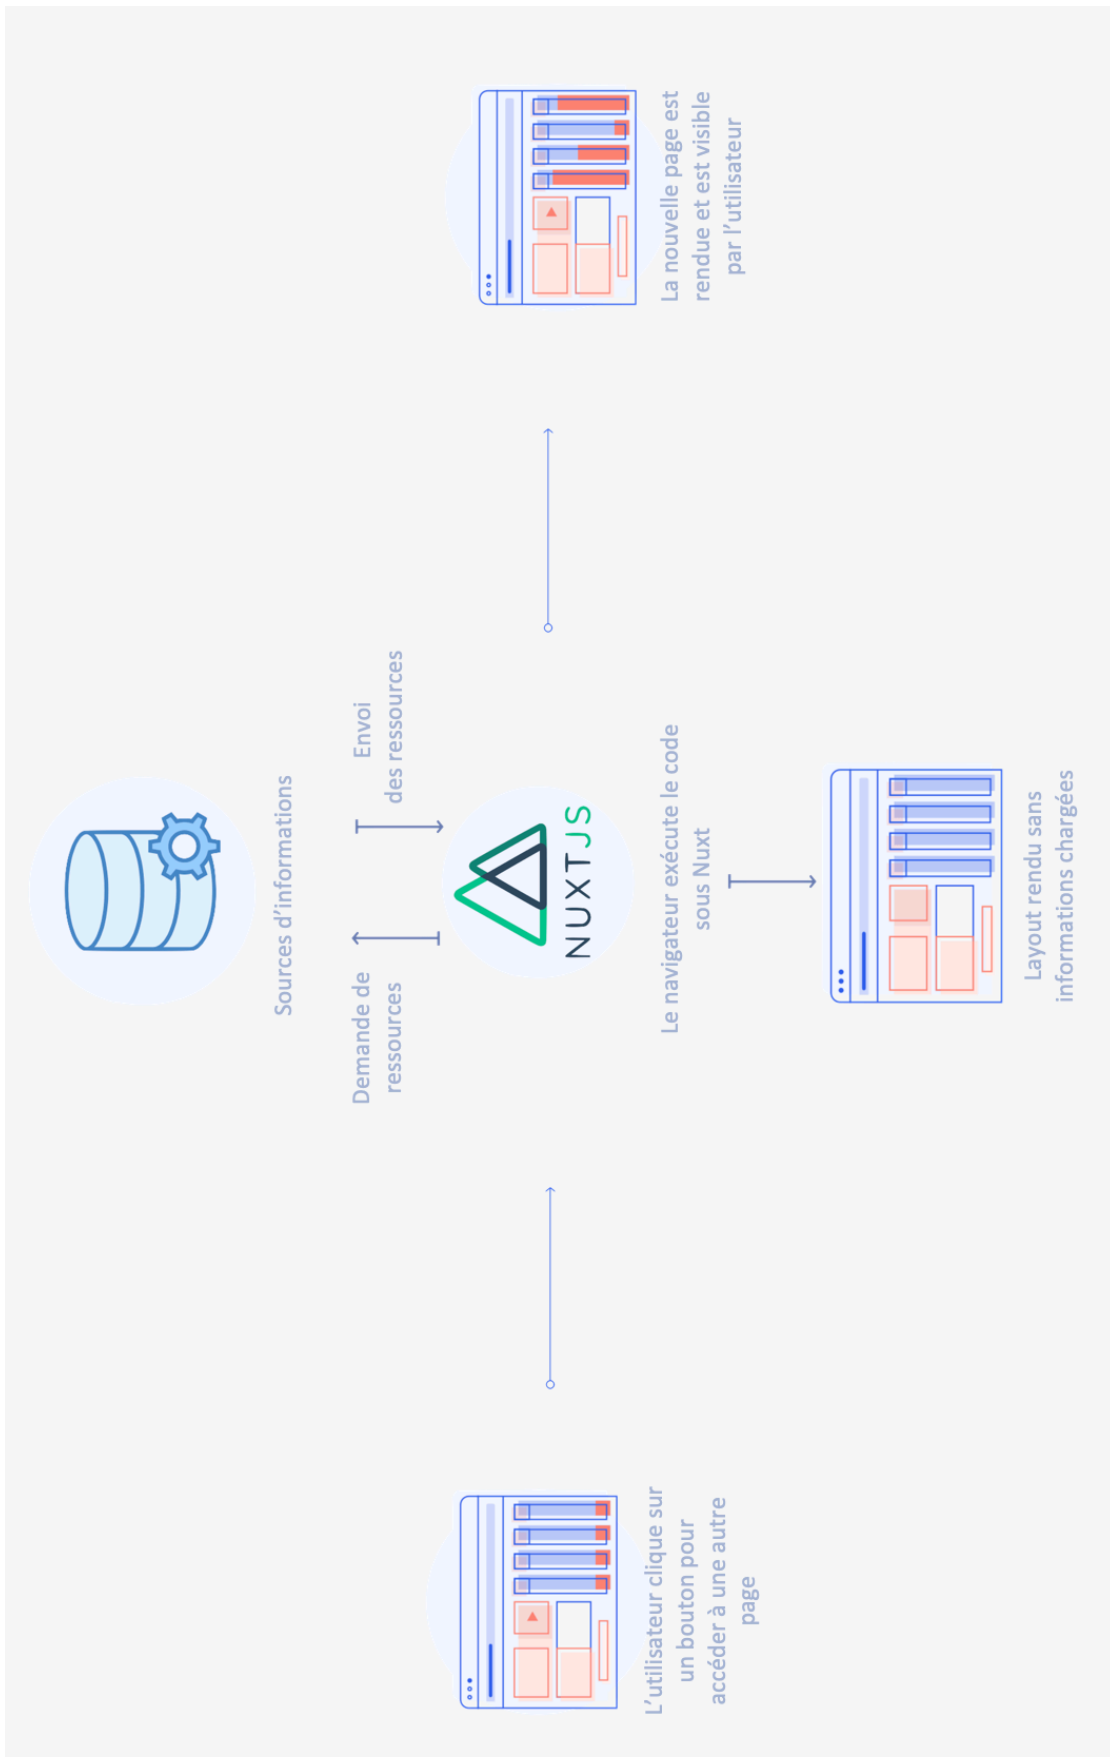 Sources d'informations
Demande de
ressources
Envoi
des ressources
NUXTJS
L'utilisateur clique sur
un bouton pour
accéder à une autre
page
Le navigateur exécute le code
sous Nuxt
La nouvelle page est
rendue et est visible
par l'utilisateur
Layout rendu sans
informations chargées